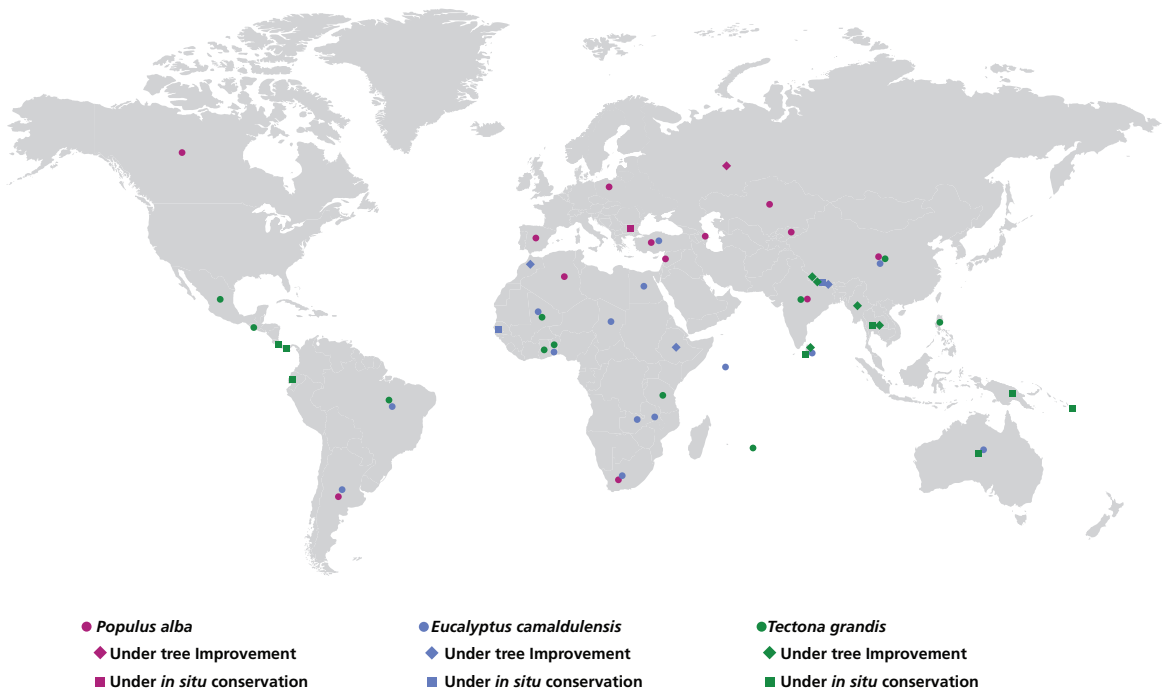 Populus alba
Under tree Improvement
Under in situ conservation
Eucalyptus camaldulensis
Under tree Improvement
Under in situ conservation
Tectona grandis
Under tree Improvement
Under in situ conservation